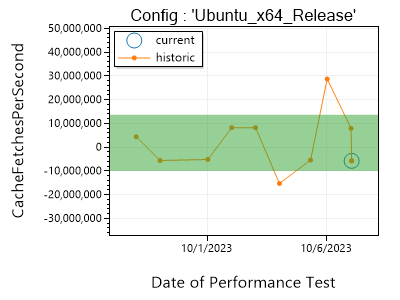 Config : 'Ubuntu_x64_Release'
current
historic
CacheFetchesPerSecond
50,000,000
40,000,000
30,000,000
20,000,000
10,000,000
0
-10,000,000
-20,000,000
-30,000,000
10/1/2023
10/6/2023
Date of Performance Test